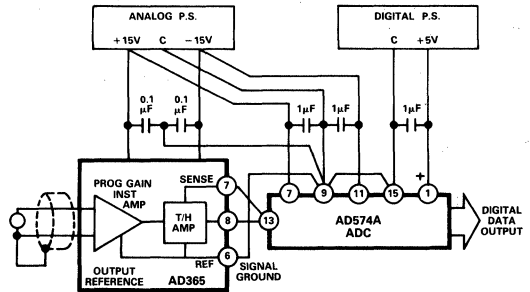 ANALOG P.S.
+15V C −15V
DIGITAL P.S.
C +5V
0.1 µF
0.1 µF
1µF
1µF
1µF
+
7
9
11
15
1
PROG GAIN
INST
AMP
SENSE
7
T/H
AMP
8
13
AD574A
ADC
DIGITAL
DATA
OUTPUT
REF
6
SIGNAL
GROUND
OUTPUT
REFERENCE
AD365